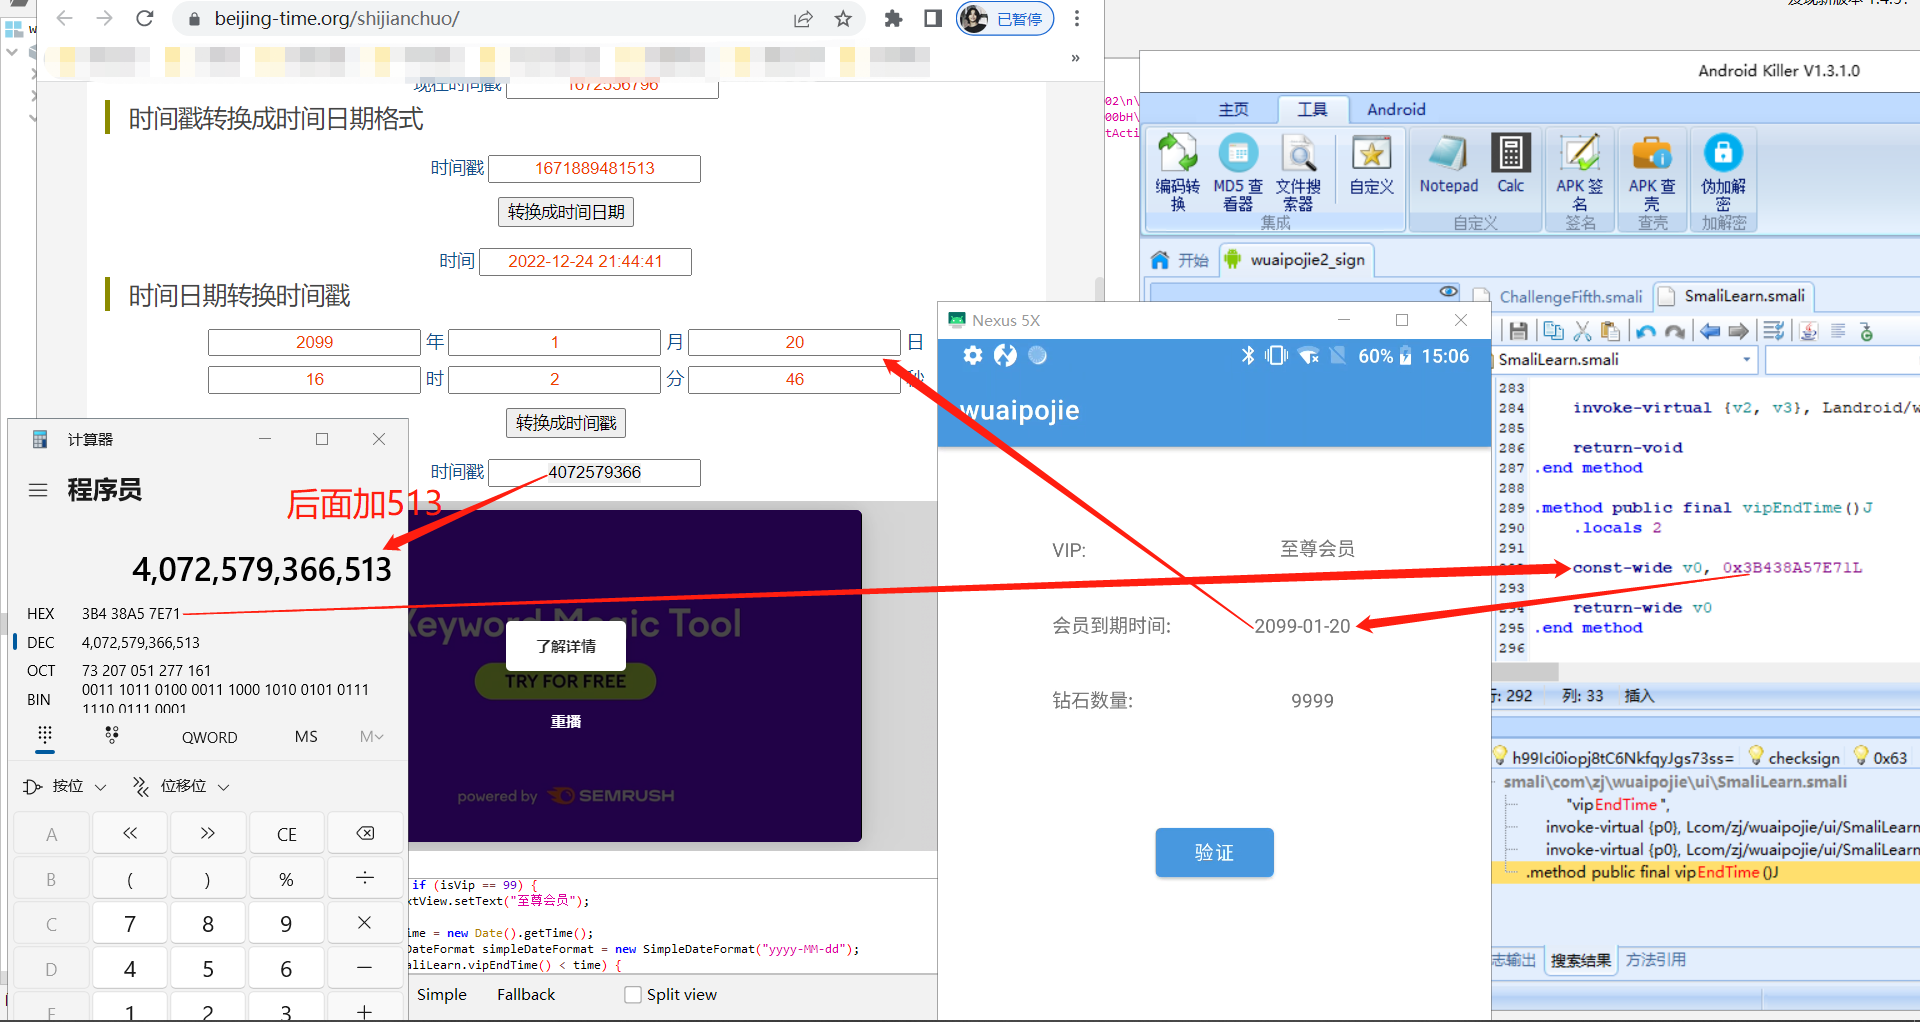 beijing-time.org/shijianchuo/
已暂停
»
现在时间戳 1672556796
时间戳转换成时间日期格式
时间戳 1671889481513
转换成时间日期
时间 2022-12-24 21:44:41
时间日期转换时间戳
2099 年 1 月 20 日
16 时 2 分 46 秒
转换成时间戳
时间戳 4072579366
后面加513
计算器
程序员
4,072,579,366,513
HEX 3B4 38A5 7E71
DEC 4,072,579,366,513
OCT 73 207 051 277 161
BIN 0011 1011 0100 0011 1000 1010 0101 0111
1110 0111 0001
QWORD MS M
按位 位移位
A « » CE
B ( ) % ÷
C 7 8 9 ×
D 4 5 6 −
E 1 2 3 +
Keyword Magic Tool
了解详情
TRY FOR FREE
重播
powered by SEMRUSH
if (isVip == 99) {
xtView.setText("至尊会员");
ime = new Date().getTime();
DateFormat simpleDateFormat = new SimpleDateFormat("yyyy-MM-dd");
aliLearn.vipEndTime() < time) {
Simple Fallback Split view
Nexus 5X
60% 15:06
wuaipojie
VIP: 至尊会员
会员到期时间: 2099-01-20
钻石数量: 9999
验证
02\n\
00bH\
tActi
Android Killer V1.3.1.0
主页 工具 Android
编码转换 MD5 查看器 文件搜索器 自定义 Notepad Calc APK 签名 APK 查壳 伪加解密
集成 自定义 签名 查壳 加解密
开始 wuaipojie2_sign
ChallengeFifth.smali SmaliLearn.smali
SmaliLearn.smali
283
284 invoke-virtual {v2, v3}, Landroid/w
285
286 return-void
287 .end method
288
289 .method public final vipEndTime()J
290 .locals 2
291
const-wide v0, 0x3B438A57E71L
293
294 return-wide v0
295 .end method
296
行: 292 列: 33 插入
h99Ici0iopj8tC6NkfqyJgs73ss= checksign 0x63
smali\com\zj\wuaipojie\ui\SmaliLearn.smali
"vipEndTime",
invoke-virtual {p0}, Lcom/zj/wuaipojie/ui/SmaliLearn
invoke-virtual {p0}, Lcom/zj/wuaipojie/ui/SmaliLearn
.method public final vipEndTime()J
志输出 搜索结果 方法引用